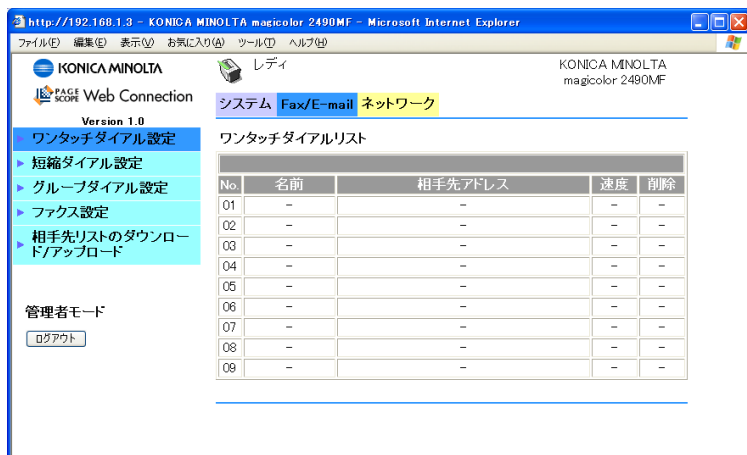 http://192.168.1.3 - KONICA MINOLTA magicolor 2490MF - Microsoft Internet Explorer
ファイル(F) 編集(E) 表示(V) お気に入り(A) ツール(T) ヘルプ(H)
KONICA MINOLTA
PAGE SCOPE Web Connection
Version 1.0
レディ
KONICA MINOLTA
magicolor 2490MF
システム Fax/E-mail ネットワーク
ワンタッチダイアル設定
短縮ダイアル設定
グループダイアル設定
ファクス設定
相手先リストのダウンロー
ド/アップロード
管理者モード
ログアウト
ワンタッチダイアルリスト
No. 名前 相手先アドレス 速度 削除
01 - - - -
02 - - - -
03 - - - -
04 - - - -
05 - - - -
06 - - - -
07 - - - -
08 - - - -
09 - - - -